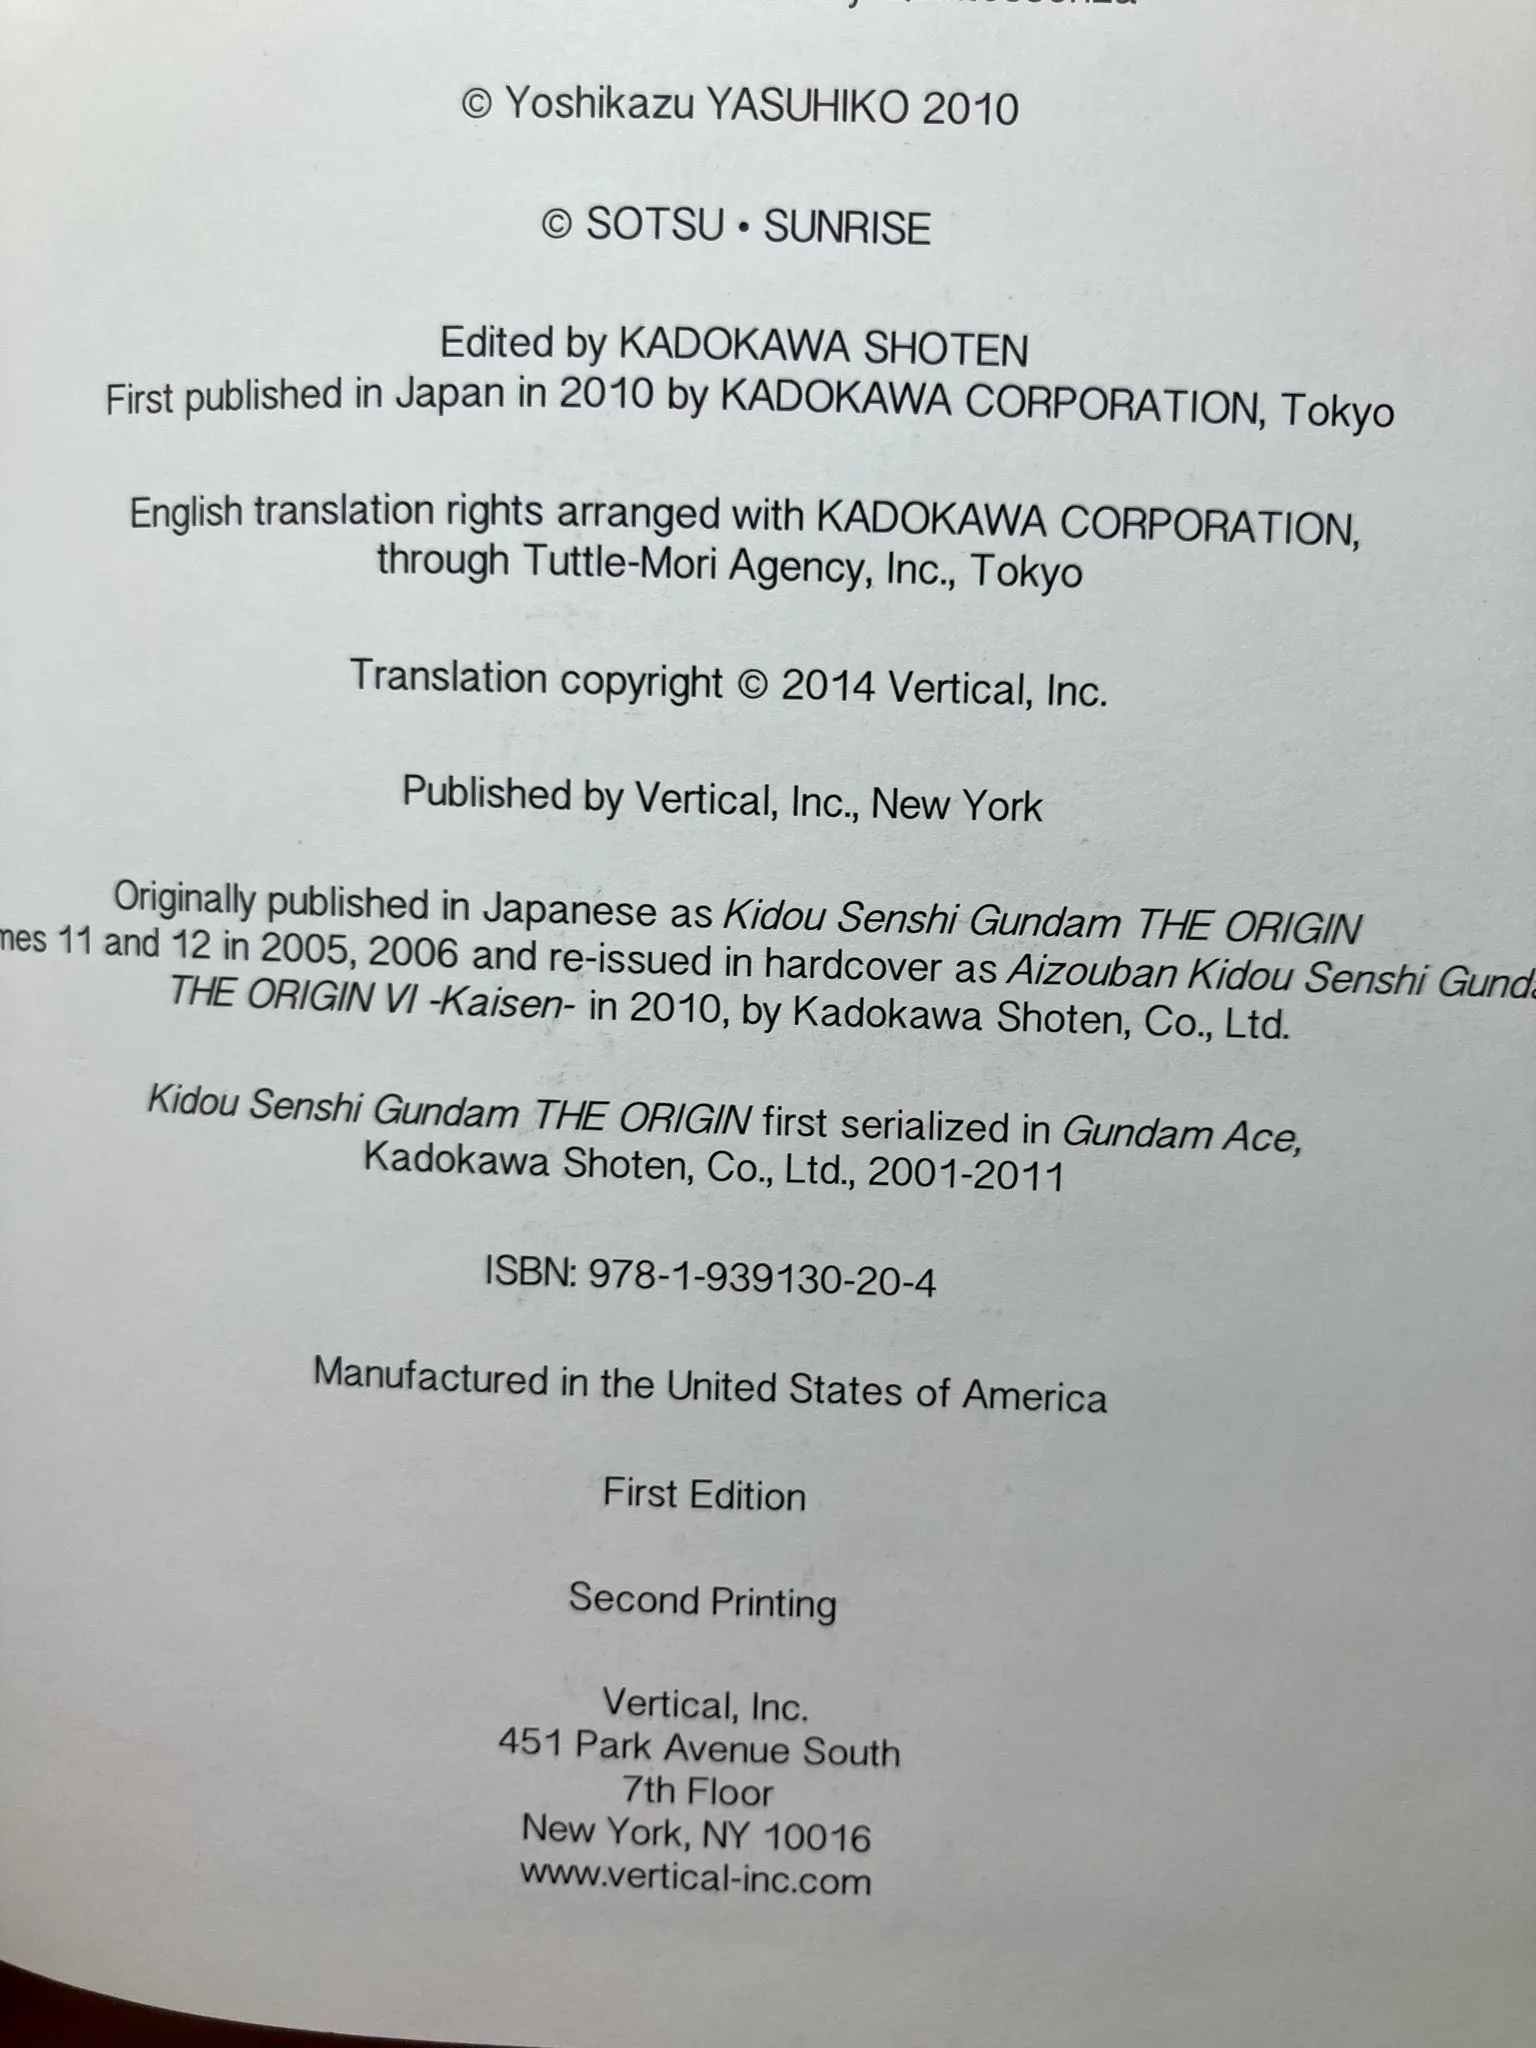 © Yoshikazu YASUHIKO 2010
© SOTSU • SUNRISE
Edited by KADOKAWA SHOTEN
First published in Japan in 2010 by KADOKAWA CORPORATION, Tokyo
English translation rights arranged with KADOKAWA CORPORATION,
through Tuttle-Mori Agency, Inc., Tokyo
Translation copyright © 2014 Vertical, Inc.
Published by Vertical, Inc., New York
Originally published in Japanese as Kidou Senshi Gundam THE ORIGIN
mes 11 and 12 in 2005, 2006 and re-issued in hardcover as Aizouban Kidou Senshi Gunda
THE ORIGIN VI -Kaisen- in 2010, by Kadokawa Shoten, Co., Ltd.
Kidou Senshi Gundam THE ORIGIN first serialized in Gundam Ace,
Kadokawa Shoten, Co., Ltd., 2001-2011
ISBN: 978-1-939130-20-4
Manufactured in the United States of America
First Edition
Second Printing
Vertical, Inc.
451 Park Avenue South
7th Floor
New York, NY 10016
www.vertical-inc.com